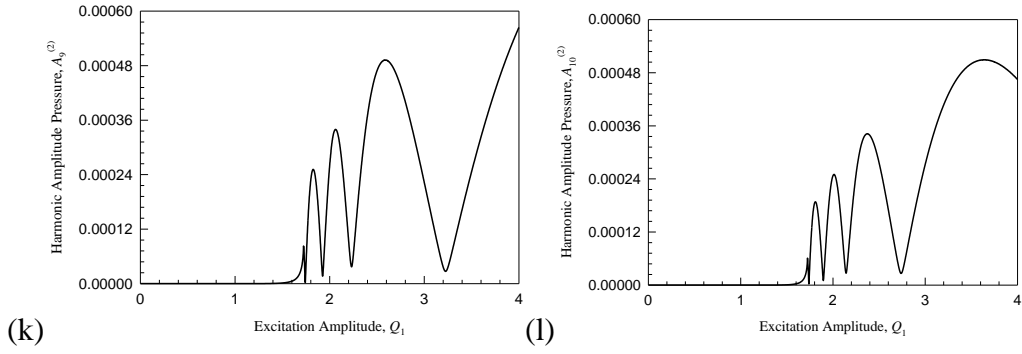 0.00060
0.00048
0.00036
0.00024
0.00012
0.00000
Harmonic Amplitude Pressure, A₉⁽²⁾
0 1 2 3 4
Excitation Amplitude, Q₁
(k)
0.00060
0.00048
0.00036
0.00024
0.00012
0.00000
Harmonic Amplitude Pressure, A₁₀⁽²⁾
0 1 2 3 4
Excitation Amplitude, Q₁
(l)